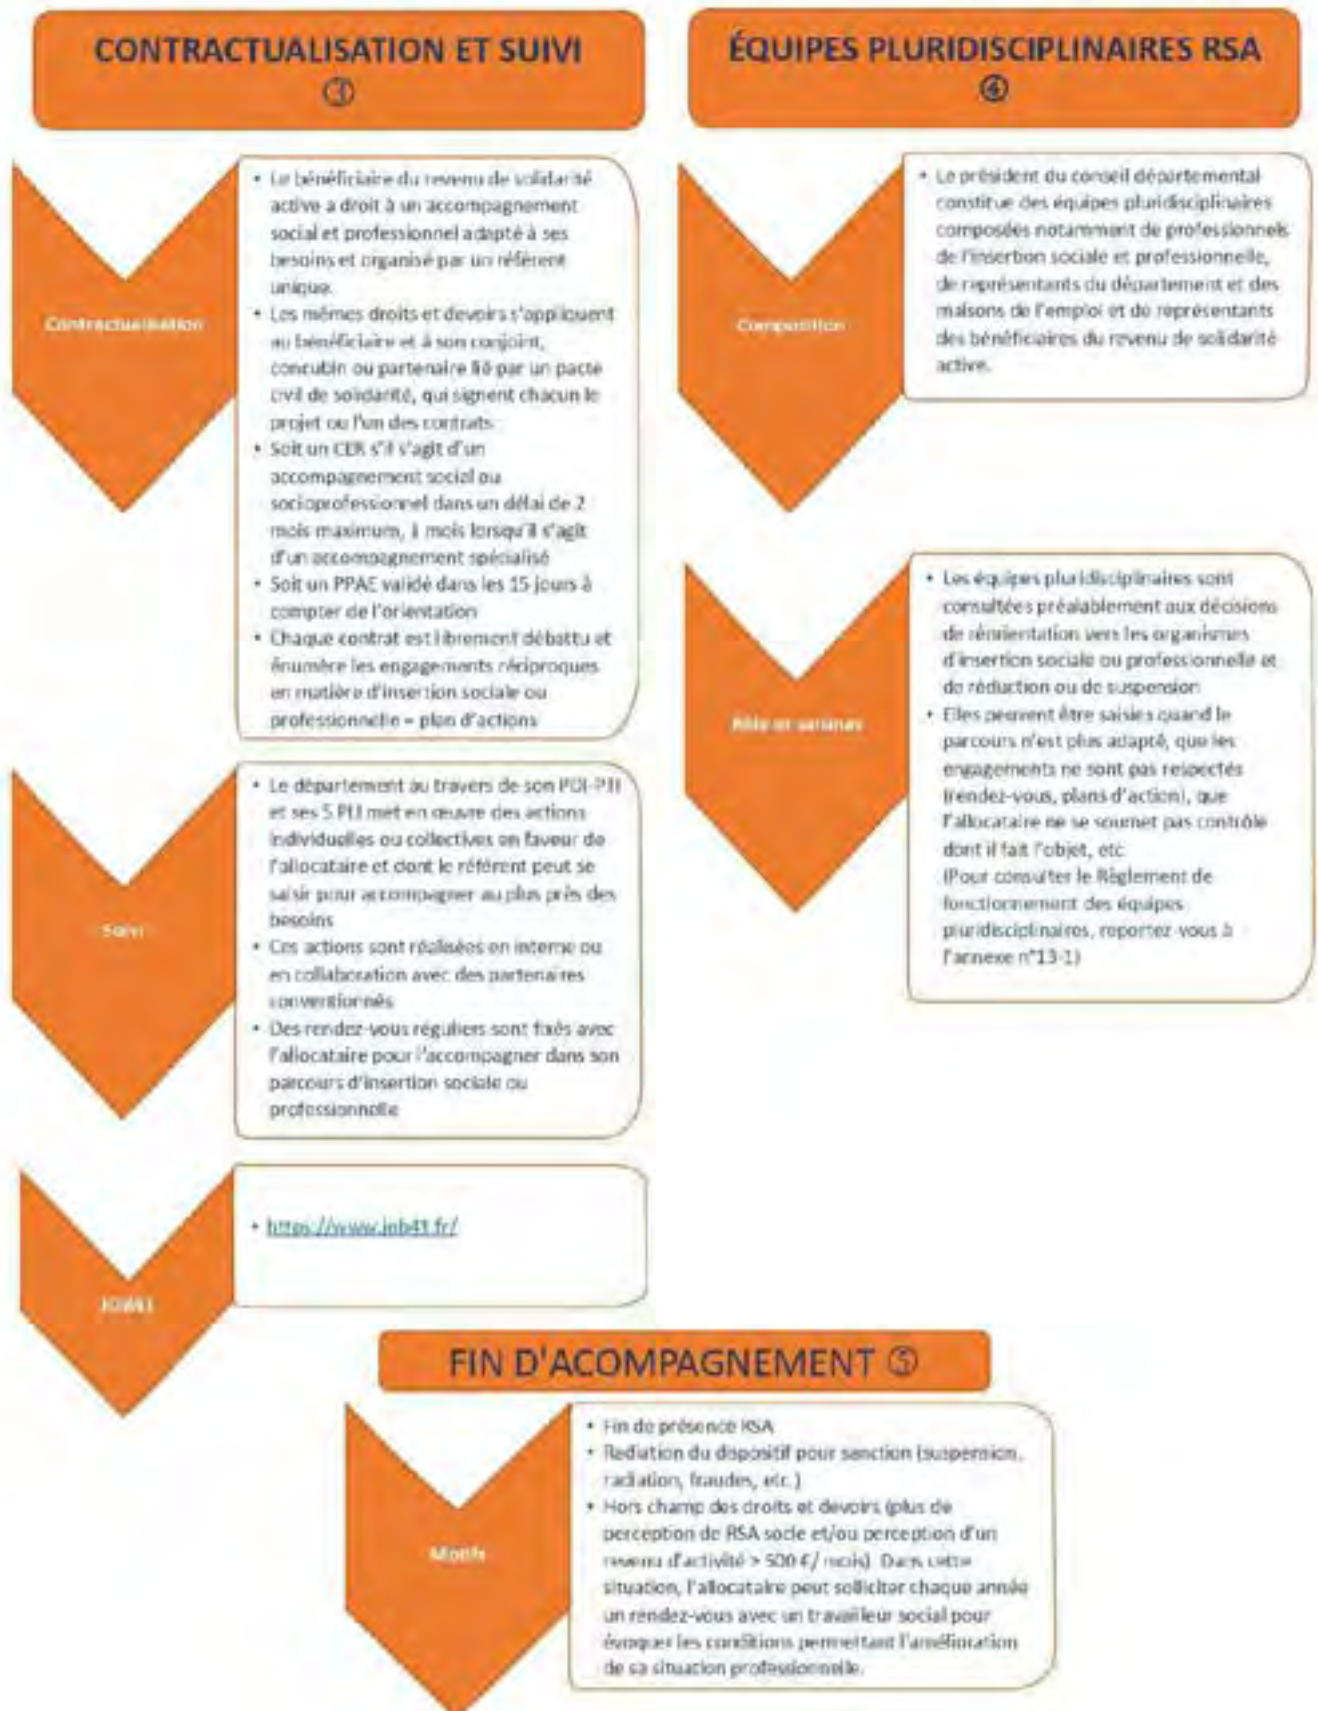 CONTRACTUALISATION ET SUIVI
③
Contractualisation
• Le bénéficiaire du revenu de solidarité
active a droit à un accompagnement
social et professionnel adapté à ses
besoins et organisé par un référent
unique.
• Les mêmes droits et devoirs s'appliquent
au bénéficiaire et à son conjoint,
concubin ou partenaire lié par un pacte
civil de solidarité, qui signent chacun le
projet ou l'un des contrats
• Soit un CER s'il s'agit d'un
accompagnement social ou
socioprofessionnel dans un délai de 2
mois maximum, mois lorsqu'il s'agit
d'un accompagnement spécialisé
• Soit un PPAE validé dans les 15 jours à
compter de l'orientation
• Chaque contrat est librement débattu et
énumère les engagements réciproques
en matière d'insertion sociale ou
professionnelle = plan d'actions
Suivi
• Le département au travers de son PDI-PTI
et ses 5 PLI met en œuvre des actions
individuelles ou collectives en faveur de
l'allocataire et dont le référent peut se
saisir pour accompagner au plus près des
besoins
• Ces actions sont réalisées en interne ou
en collaboration avec des partenaires
conventionnés
• Des rendez-vous réguliers sont fixés avec
l'allocataire pour l'accompagner dans son
parcours d'insertion sociale ou
professionnelle
JOB41
• https://www.job41.fr/
ÉQUIPES PLURIDISCIPLINAIRES RSA
④
Composition
• Le président du conseil départemental
constitue des équipes pluridisciplinaires
composées notamment de professionnels
de l'insertion sociale et professionnelle,
de représentants du département et des
maisons de l'emploi et de représentants
des bénéficiaires du revenu de solidarité
active.
Rôle et saisines
• Les équipes pluridisciplinaires sont
consultées préalablement aux décisions
de réorientation vers les organismes
d'insertion sociale ou professionnelle et
de réduction ou de suspension
• Elles peuvent être saisies quand le
parcours n'est plus adapté, que les
engagements ne sont pas respectés
(rendez-vous, plans d'action), que
l'allocataire ne se soumet pas contrôle
dont il fait l'objet, etc
(Pour consulter le Règlement de
fonctionnement des équipes
pluridisciplinaires, reportez-vous à
l'annexe n°13-1)
FIN D'ACOMPAGNEMENT ⑤
Motifs
• Fin de présence RSA
• Radiation du dispositif pour sanction (suspension,
radiation, fraudes, etc.)
• Hors champ des droits et devoirs (plus de
perception de RSA socle et/ou perception d'un
revenu d'activité > 500 €/ mois). Dans cette
situation, l'allocataire peut solliciter chaque année
un rendez-vous avec un travailleur social pour
évoquer les conditions permettant l'amélioration
de sa situation professionnelle.